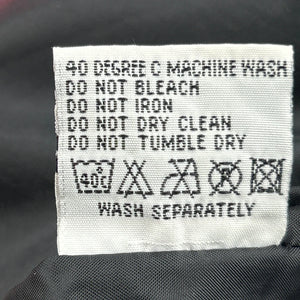 40 DEGREE C MACHINE WASH
DO NOT BLEACH
DO NOT IRON
DO NOT DRY CLEAN
DO NOT TUMBLE DRY
40c
WASH SEPARATELY